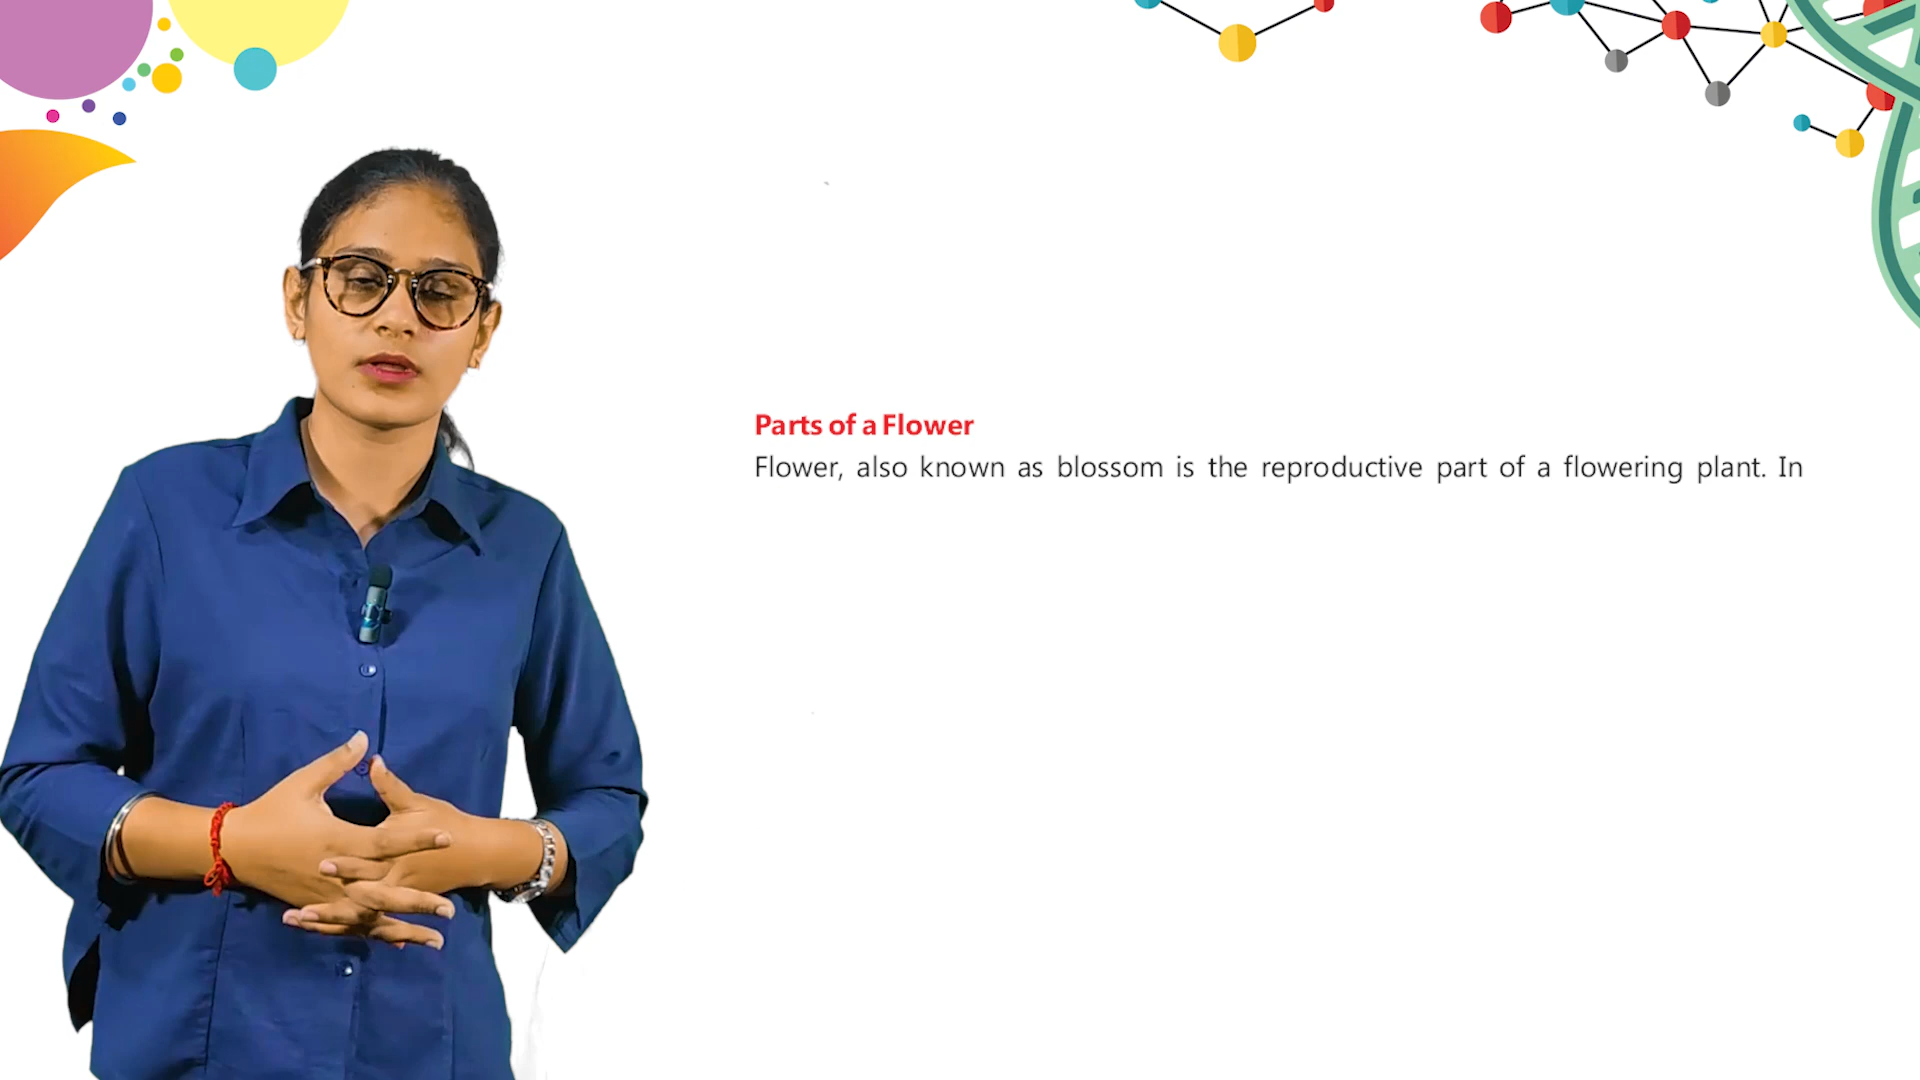 Parts of a Flower
Flower, also known as blossom is the reproductive part of a flowering plant. In